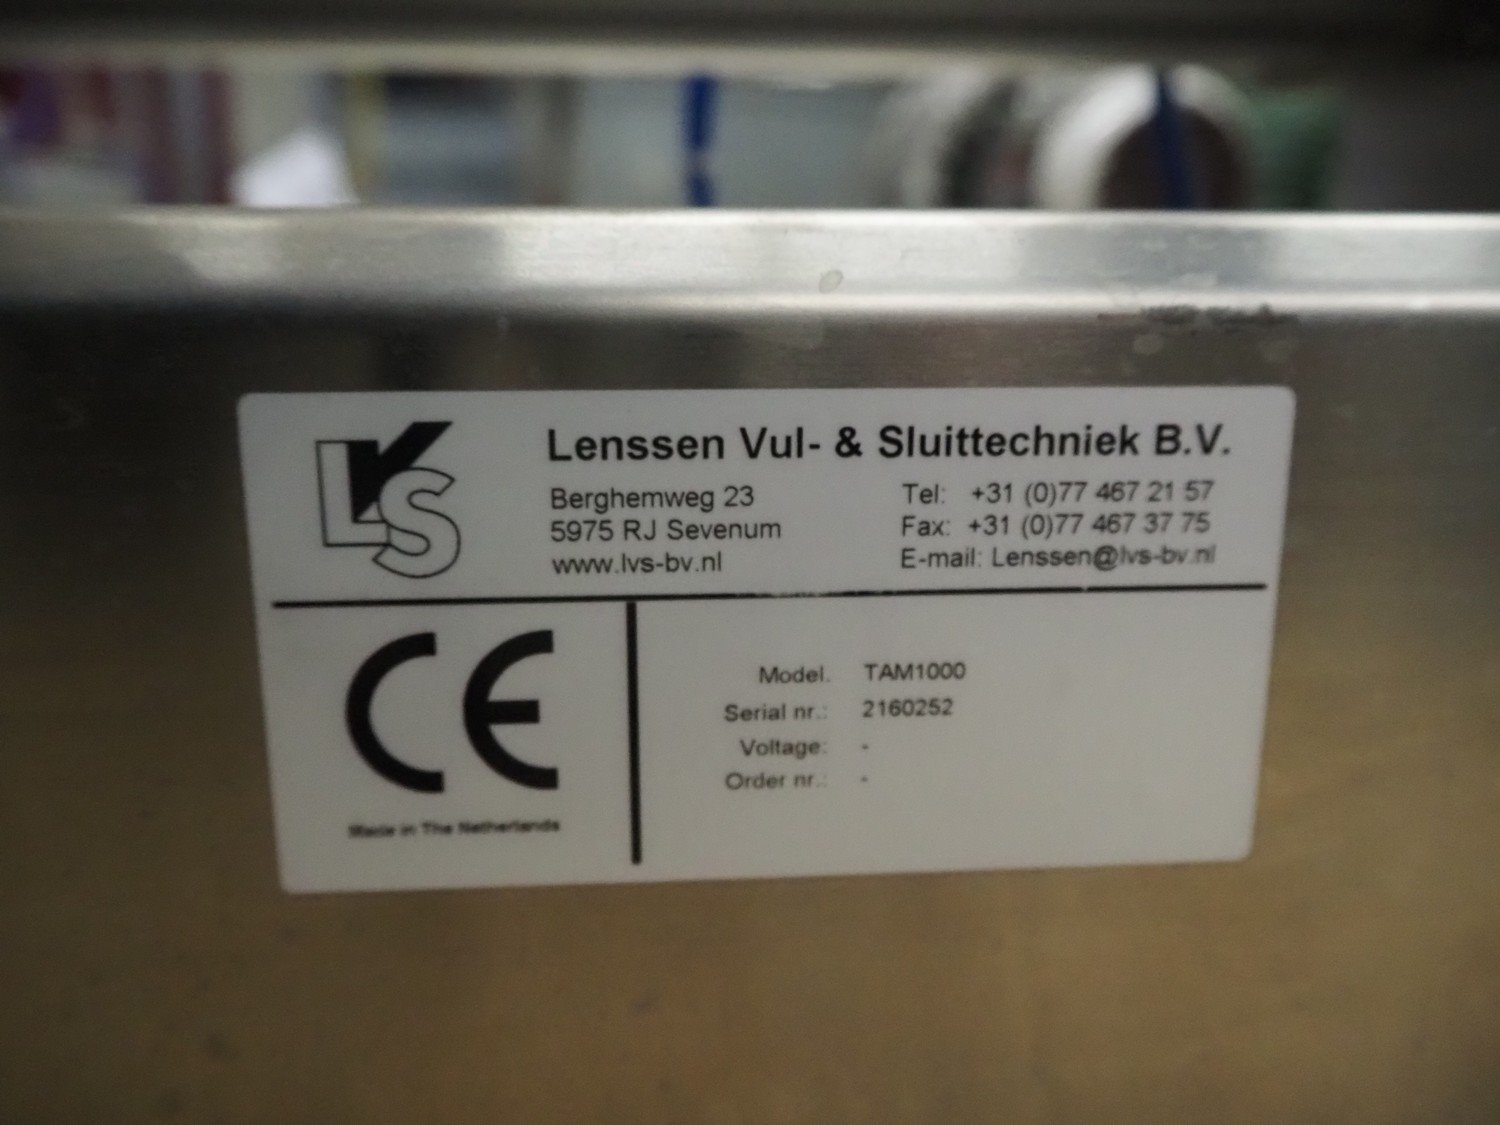 LVS
Lenssen Vul- & Sluittechniek B.V.
Berghemweg 23
5975 RJ Sevenum
www.lvs-bv.nl
Tel: +31 (0)77 467 21 57
Fax: +31 (0)77 467 37 75
E-mail: Lenssen@lvs-bv.nl
CE
Made in The Netherlands
Model: TAM1000
Serial nr.: 2160252
Voltage: -
Order nr.: -